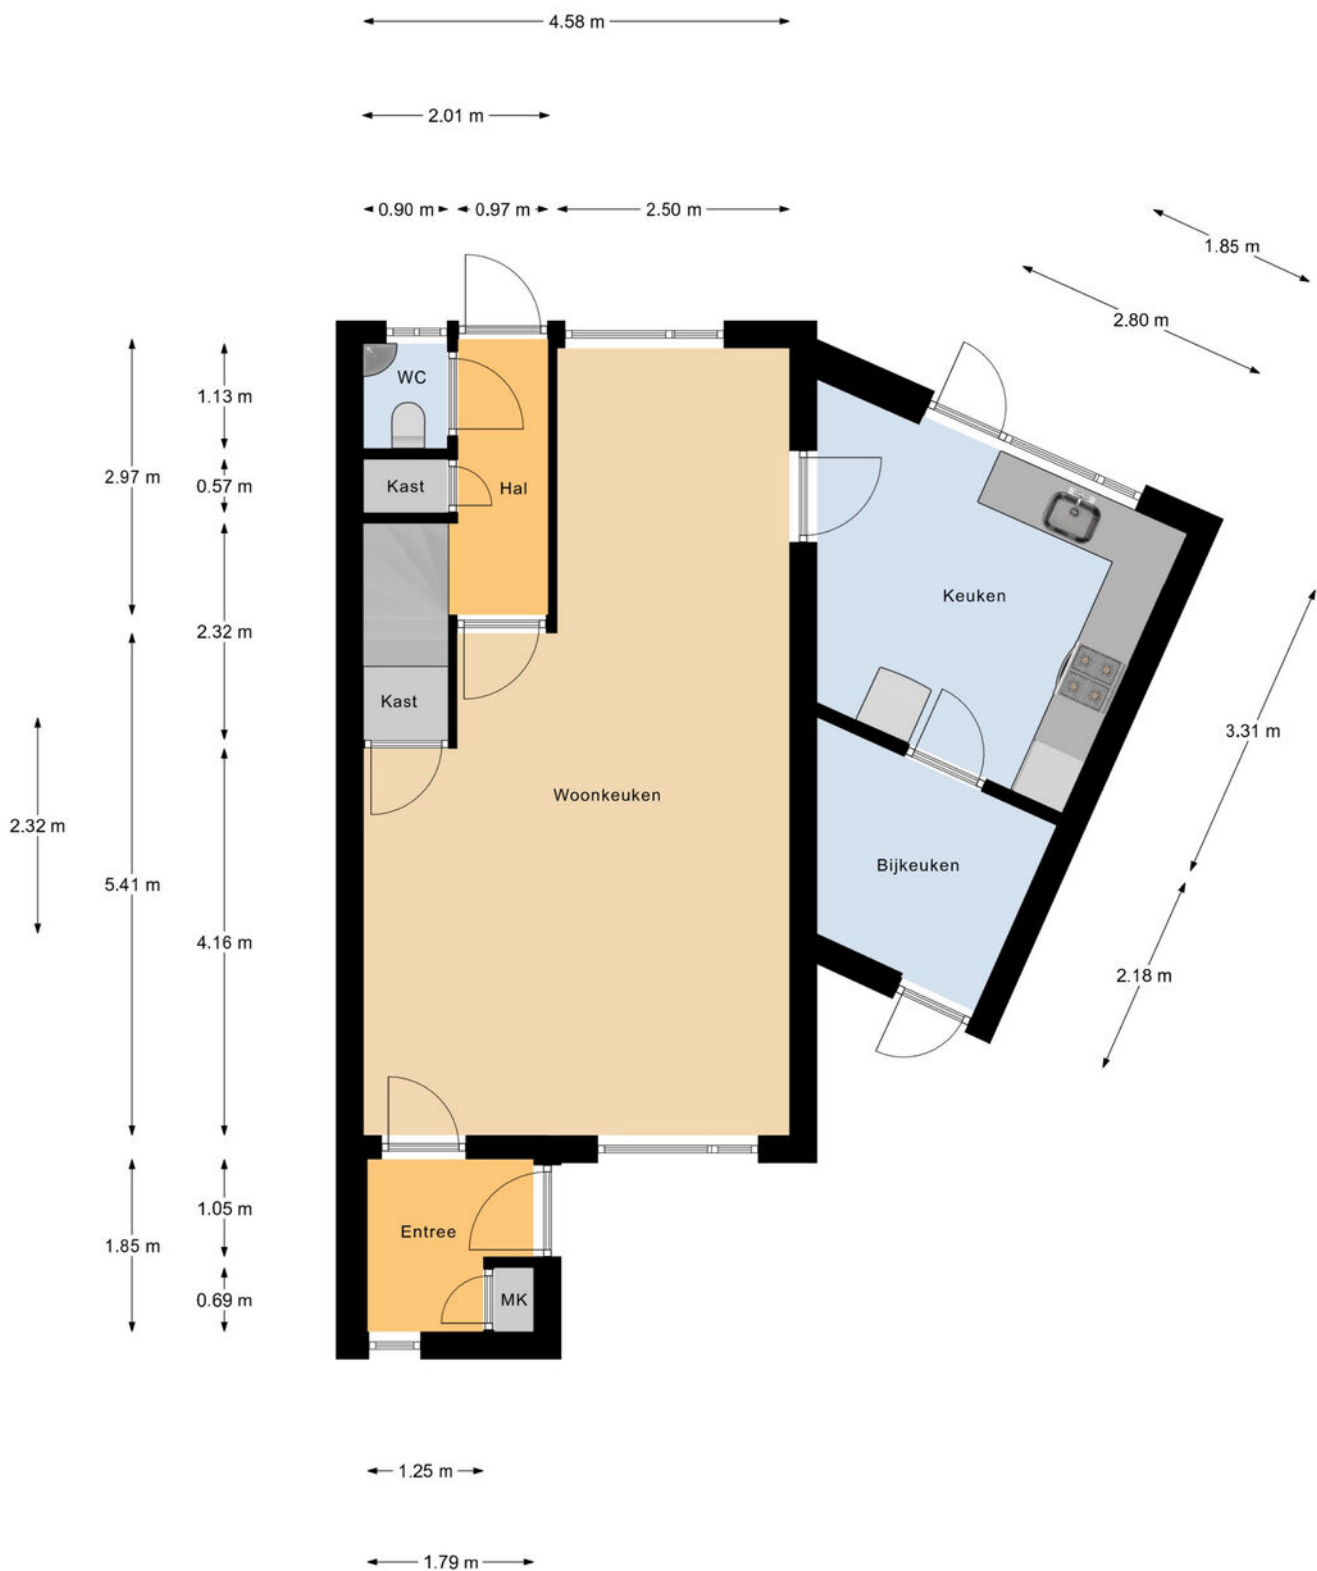 4.58 m
2.01 m
0.90 m
0.97 m
2.50 m
1.85 m
2.80 m
WC
1.13 m
2.97 m
0.57 m
Kast
Hal
Keuken
2.32 m
Kast
3.31 m
Woonkeuken
2.32 m
Bijkeuken
5.41 m
4.16 m
2.18 m
1.05 m
Entree
1.85 m
0.69 m
MK
1.25 m
1.79 m